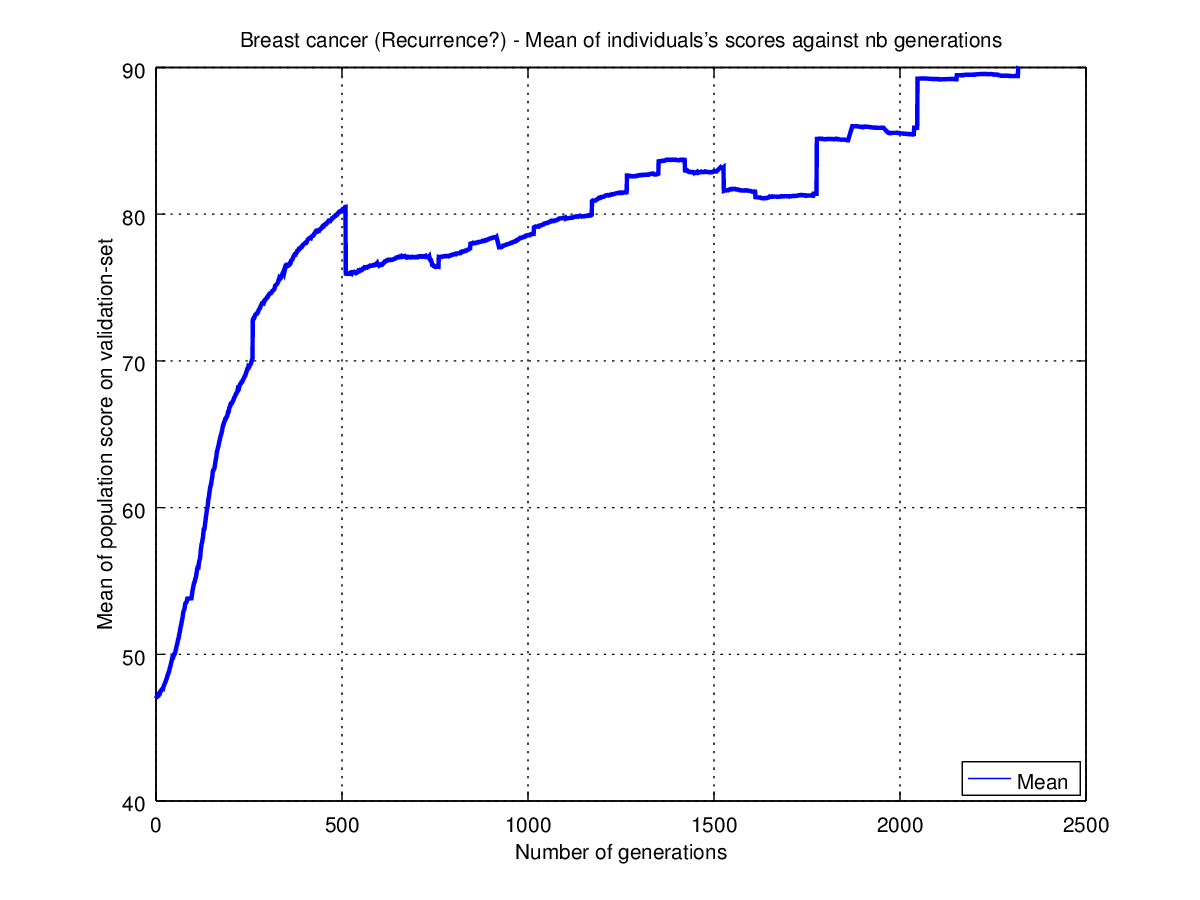 Breast cancer (Recurrence?) - Mean of individuals's scores against nb generations
90
80
70
60
50
40
Mean of population score on validation-set
0 500 1000 1500 2000 2500
Number of generations
Mean